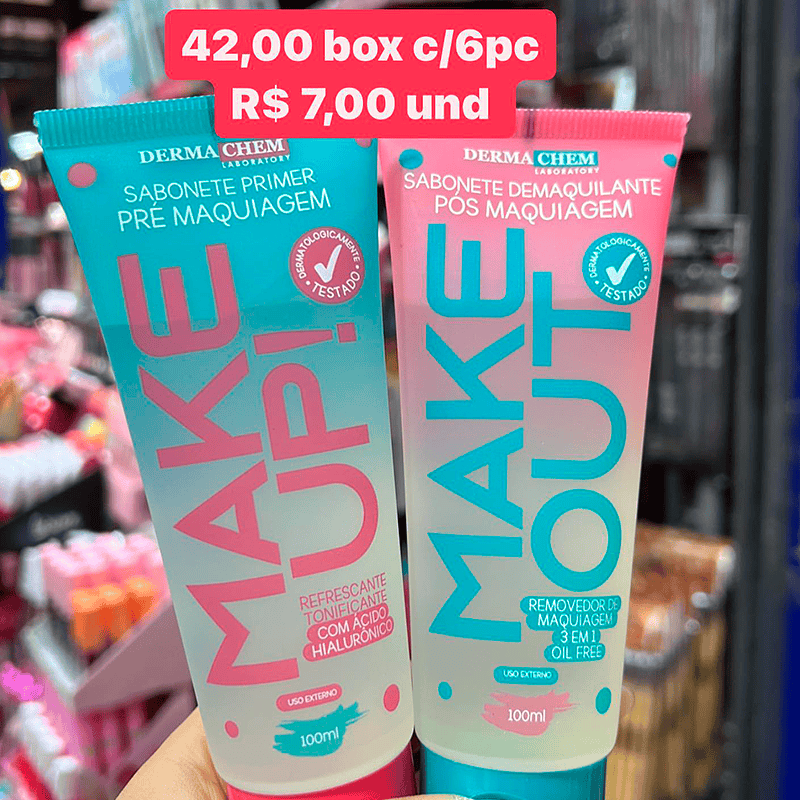 42,00 box c/6pc
R$ 7,00 und
DERMA CHEM
LABORATORY
SABONETE PRIMER
PRÉ MAQUIAGEM
DERMATOLOGICAMENTE
TESTADO
MAKE
UP!
REFRESCANTE
TONIFICANTE
COM ÁCIDO
HIALURÔNICO
USO EXTERNO
100ml
DERMA CHEM
LABORATORY
SABONETE DEMAQUILANTE
PÓS MAQUIAGEM
DERMATOLOGICAMENTE
TESTADO
MAKE
OUT
REMOVEDOR DE
MAQUIAGEM
3 EM 1
OIL FREE
USO EXTERNO
100ml